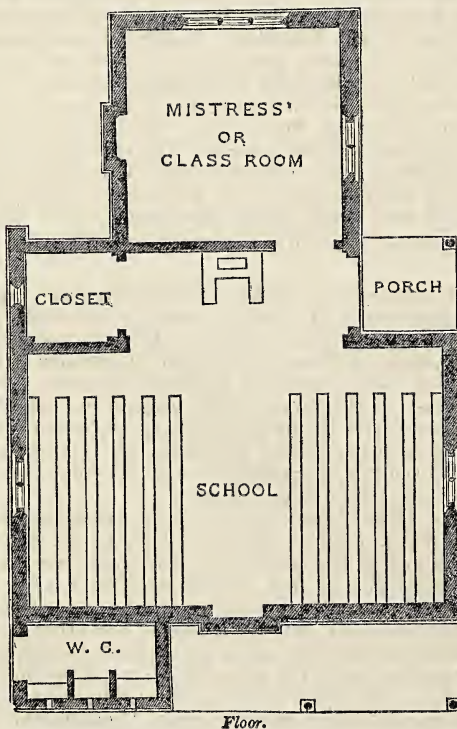 MISTRESS'
OR
CLASS ROOM
CLOSET
PORCH
SCHOOL
W. C.
Floor.